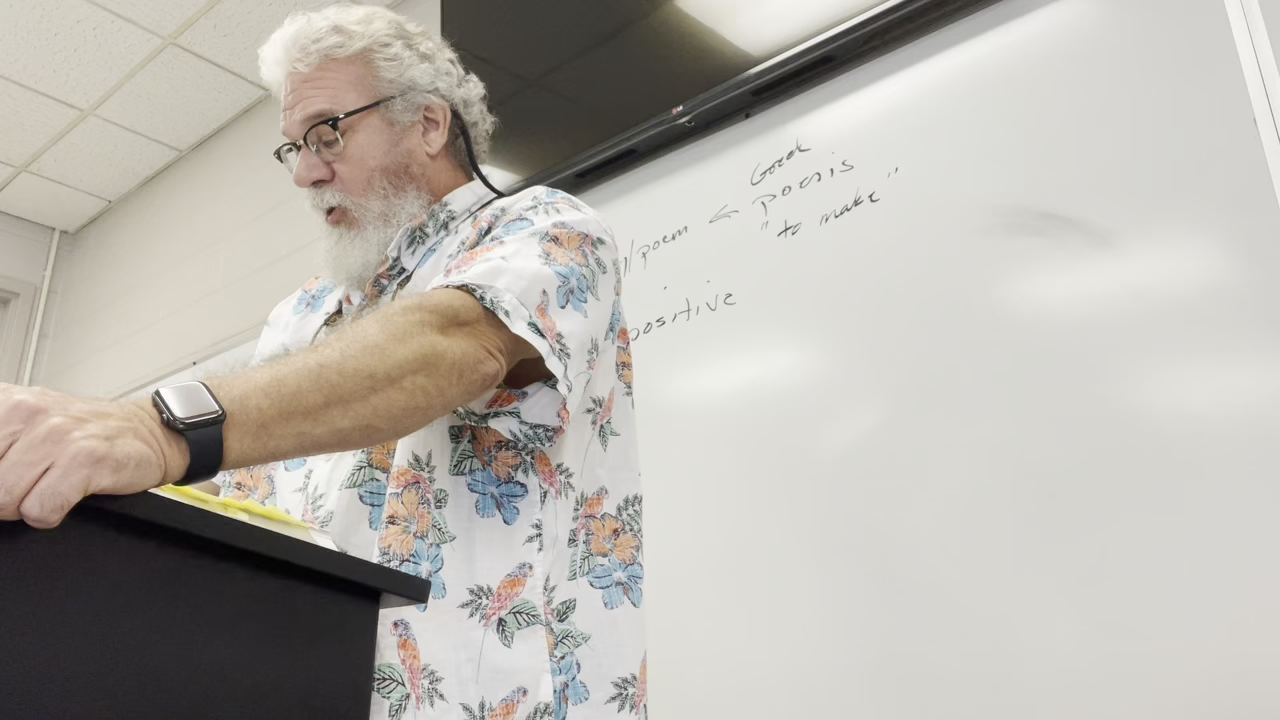 Greek
//poem ← poesis
"to make"
positive